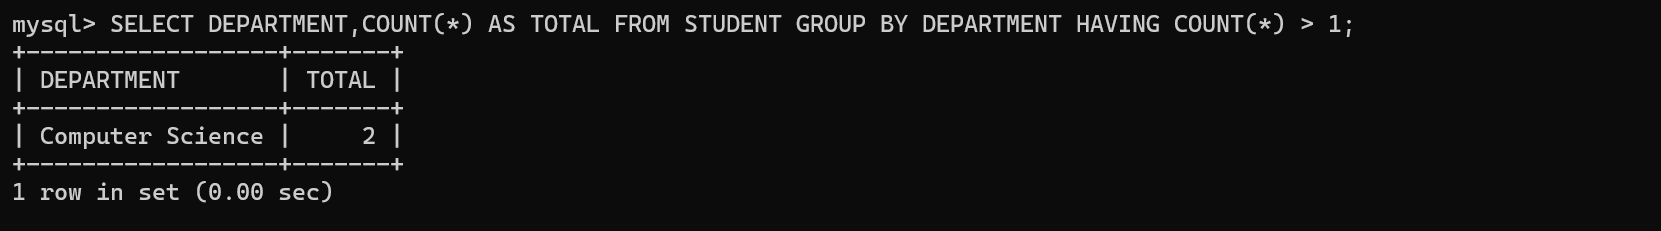 mysql> SELECT DEPARTMENT,COUNT(*) AS TOTAL FROM STUDENT GROUP BY DEPARTMENT HAVING COUNT(*) > 1;
+------------------+-------+
| DEPARTMENT       | TOTAL |
+------------------+-------+
| Computer Science |     2 |
+------------------+-------+
1 row in set (0.00 sec)